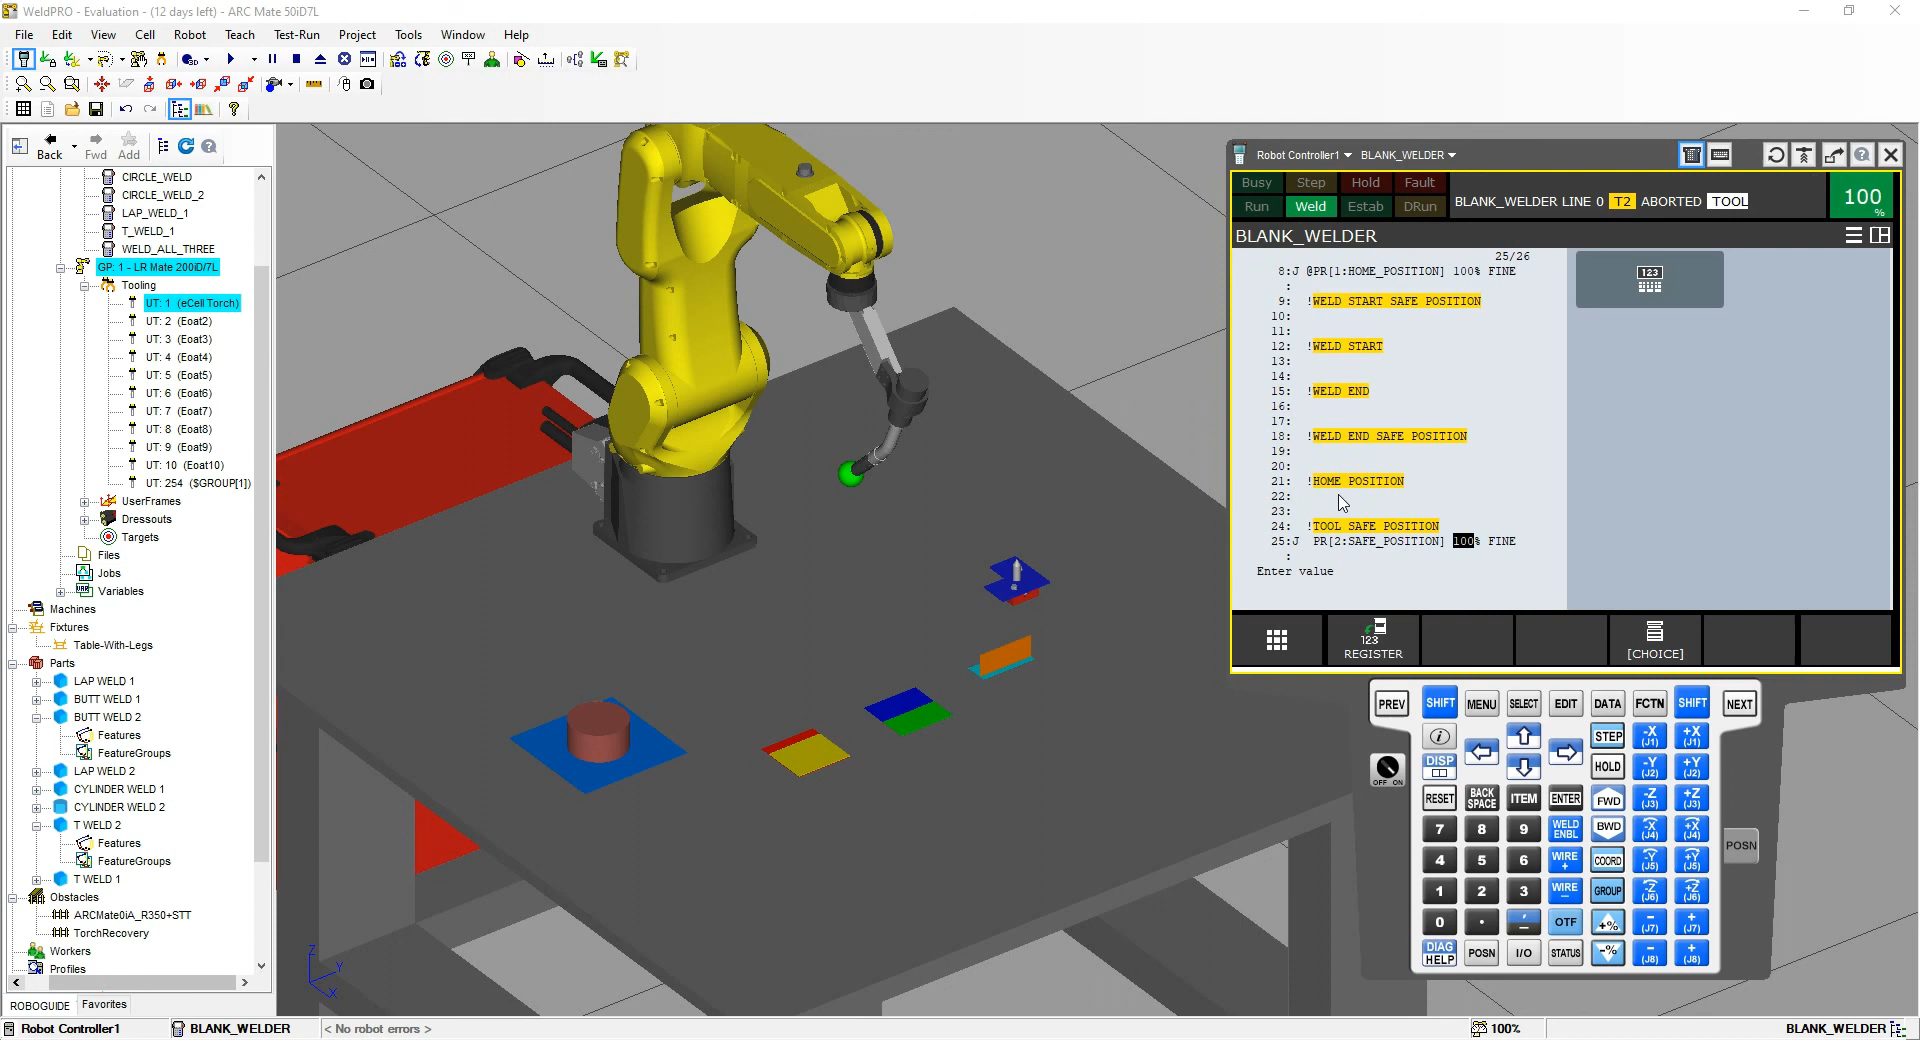 WeldPRO - Evaluation - (12 days left) - ARC Mate 50iD7L
File Edit View Cell Robot Teach Test-Run Project Tools Window Help
Back Fwd Add
CIRCLE_WELD
CIRCLE_WELD_2
LAP_WELD_1
T_WELD_1
WELD_ALL_THREE
GP: 1 - LR Mate 200iD/7L
Tooling
UT: 1 (eCell Torch)
UT: 2 (Eoat2)
UT: 3 (Eoat3)
UT: 4 (Eoat4)
UT: 5 (Eoat5)
UT: 6 (Eoat6)
UT: 7 (Eoat7)
UT: 8 (Eoat8)
UT: 9 (Eoat9)
UT: 10 (Eoat10)
UT: 254 ($GROUP[1])
UserFrames
Dressouts
Targets
Files
Jobs
Variables
Machines
Fixtures
Table-With-Legs
Parts
LAP WELD 1
BUTT WELD 1
BUTT WELD 2
Features
FeatureGroups
LAP WELD 2
CYLINDER WELD 1
CYLINDER WELD 2
T WELD 2
Features
FeatureGroups
T WELD 1
Obstacles
ARCMate0iA_R350+STT
TorchRecovery
Workers
Profiles
ROBOGUIDE Favorites
Z
Y
X
Robot Controller1 BLANK_WELDER
Busy Step Hold Fault
Run Weld Estab DRun
BLANK_WELDER LINE 0 T2 ABORTED TOOL
100 %
BLANK_WELDER
25/26
8:J @PR[1:HOME_POSITION] 100% FINE
:
9: !WELD START SAFE POSITION
10:
11:
12: !WELD START
13:
14:
15: !WELD END
16:
17:
18: !WELD END SAFE POSITION
19:
20:
21: !HOME POSITION
22:
23:
24: !TOOL SAFE POSITION
25:J PR[2:SAFE_POSITION] 100% FINE
:
Enter value
123
123
REGISTER
[CHOICE]
PREV SHIFT MENU SELECT EDIT DATA FCTN SHIFT NEXT
i STEP -X (J1) +X (J1)
DISP HOLD -Y (J2) +Y (J2)
OFF ON
RESET BACK SPACE ITEM ENTER FWD -Z (J3) +Z (J3)
7 8 9 WELD ENBL BWD -X (J4) +X (J4)
POSN
4 5 6 WIRE + COORD -Y (J5) +Y (J5)
1 2 3 WIRE - GROUP -Z (J6) +Z (J6)
0 . OTF +% - (J7) + (J7)
DIAG HELP POSN I/O STATUS -% - (J8) + (J8)
Robot Controller1 BLANK_WELDER < No robot errors > 100% BLANK_WELDER